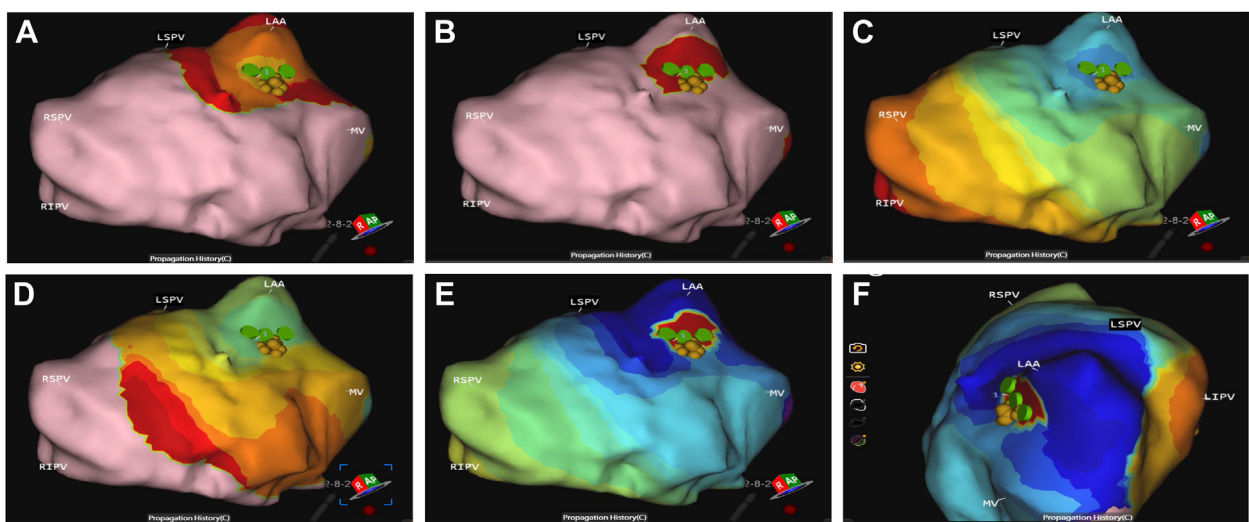 A
LAA
LSPV
RSPV
MV
RIPV
2-8-2
R AP
Propagation History(C)
B
LAA
LSPV
RSPV
MV
RIPV
2-8-2
R AP
Propagation History(C)
C
LAA
LSPV
RSPV
MV
RIPV
2-8-2
R AP
Propagation History(C)
D
LAA
LSPV
RSPV
MV
RIPV
2-8-2
R AP
Propagation History(C)
E
LAA
LSPV
RSPV
MV
RIPV
2-8-2
R AP
Propagation History(C)
F
RSPV
LSPV
LAA
1
LIPV
MV
Propagation History(C)